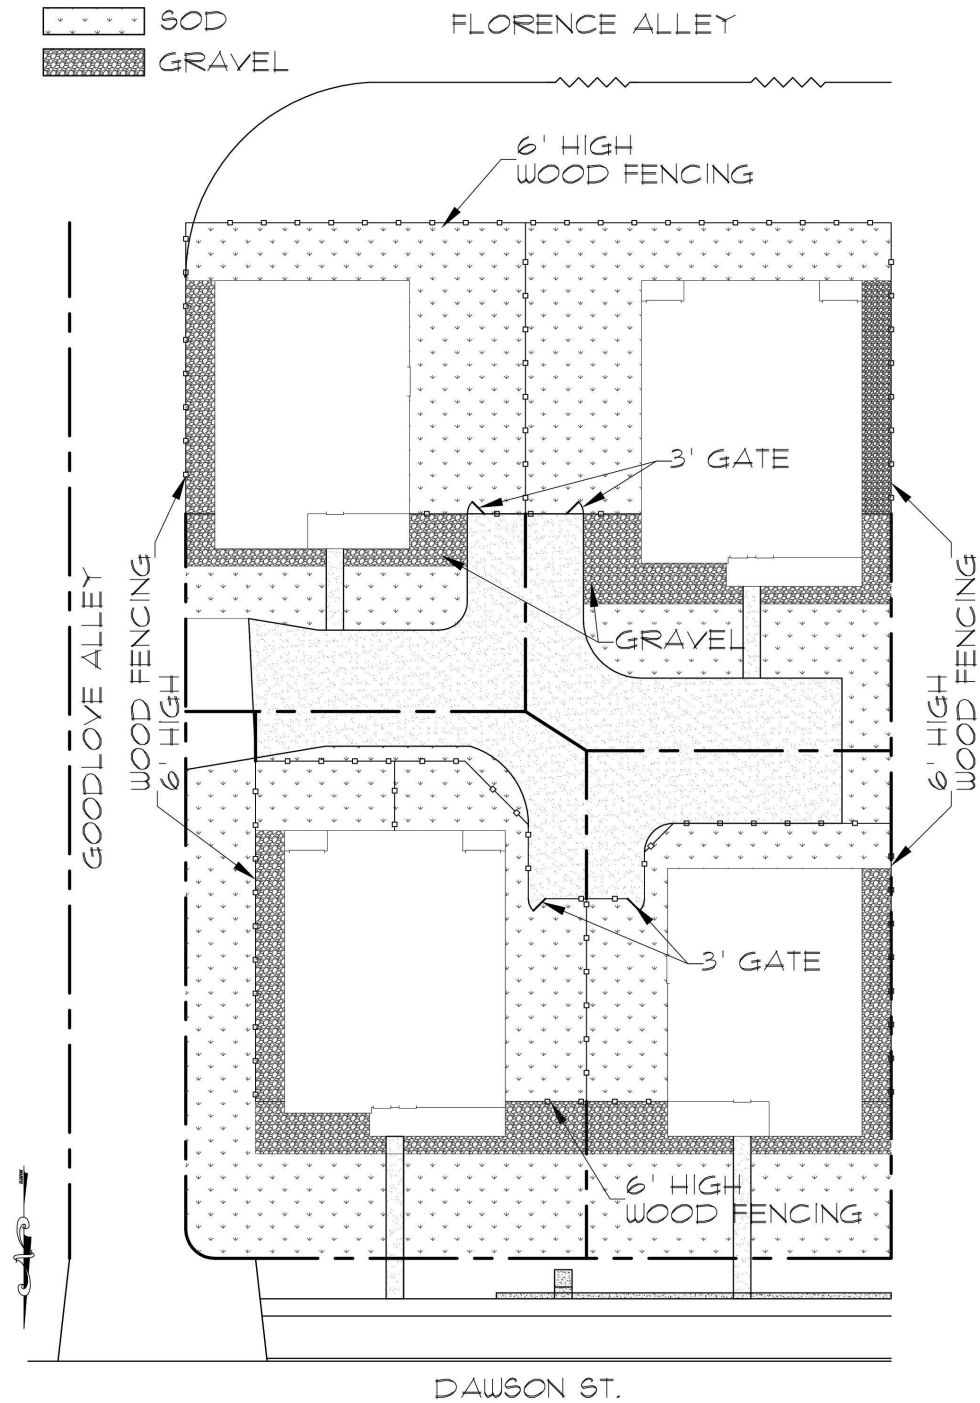 SOD
FLORENCE ALLEY
GRAVEL
6' HIGH
WOOD FENCING
3' GATE
GOODLOVE ALLEY
WOOD FENCING
6' HIGH
6' HIGH
WOOD FENCING
GRAVEL
3' GATE
6' HIGH
WOOD FENCING
DAWSON ST.